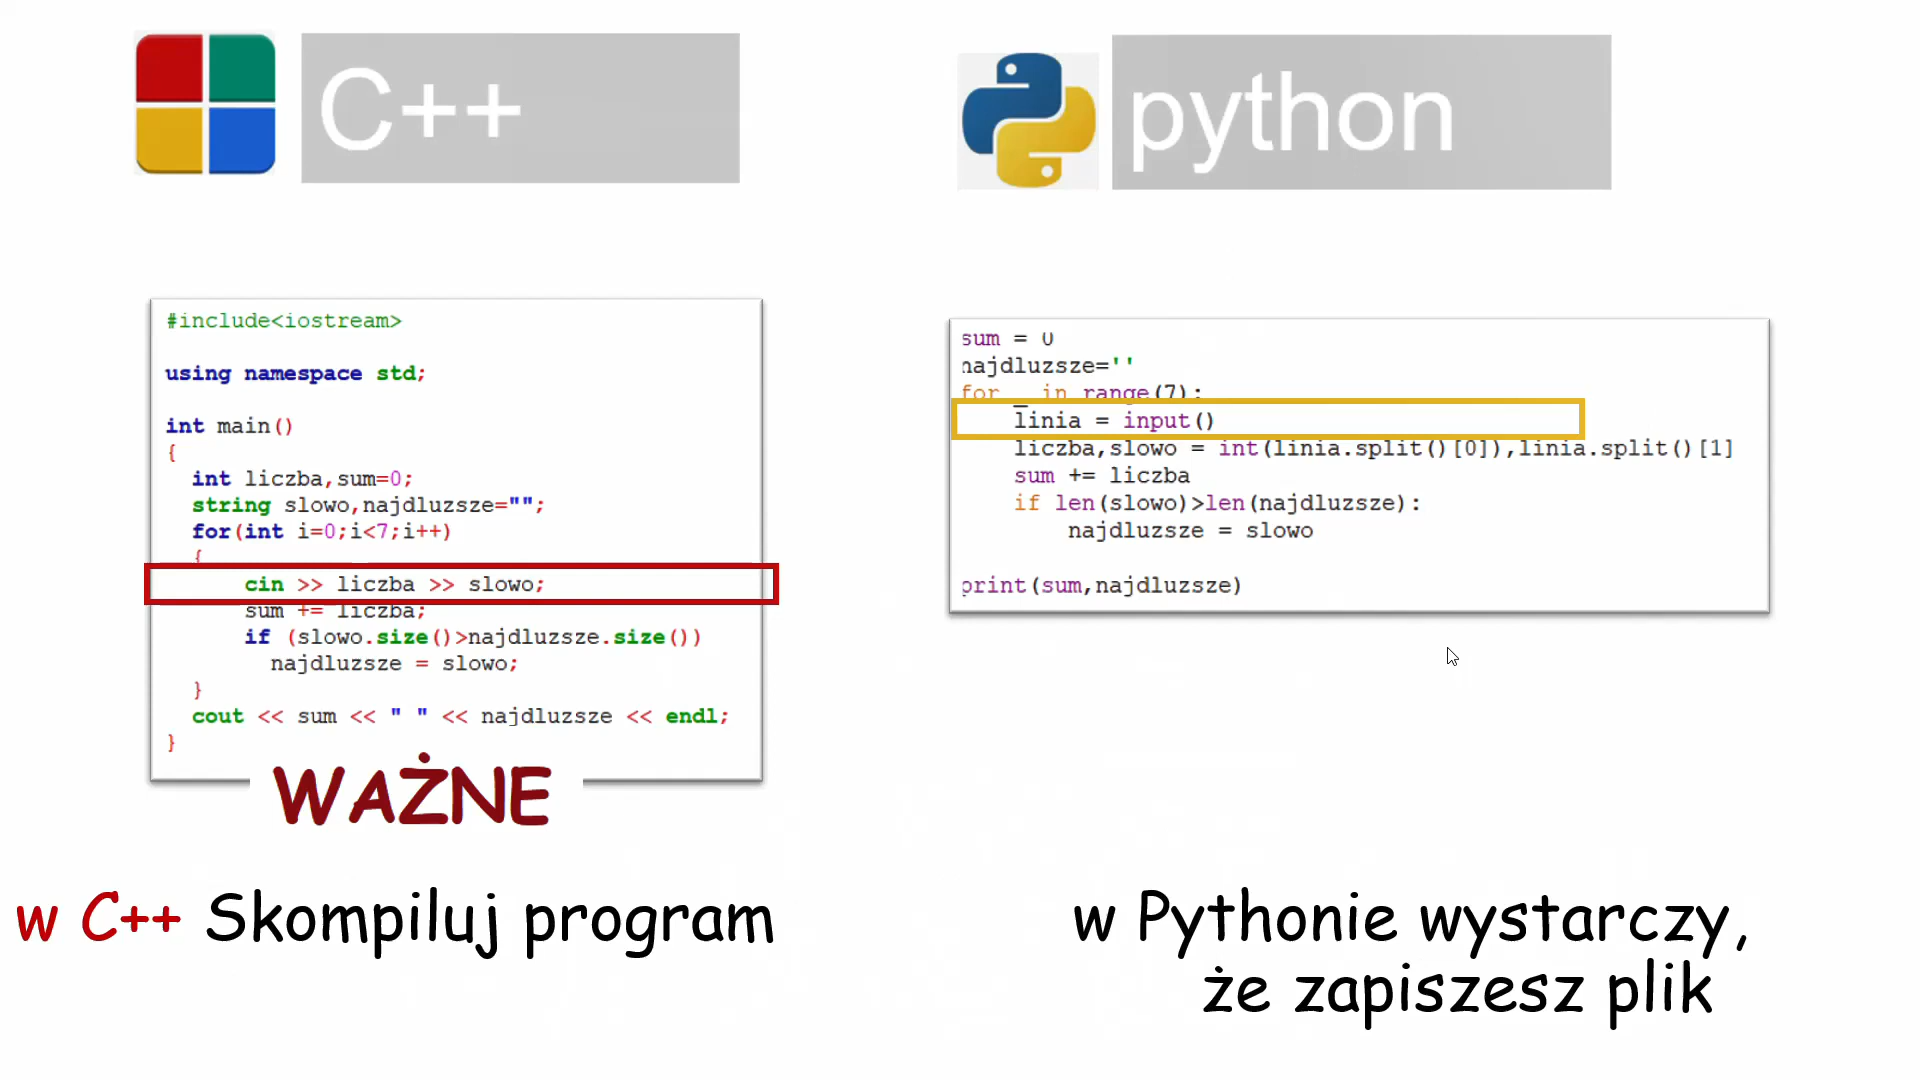 C++
python
#include<iostream>
using namespace std;
int main()
{
  int liczba,sum=0;
  string slowo,najdluzsze="";
  for(int i=0;i<7;i++)
  {
      cin >> liczba >> slowo;
      sum += liczba;
      if (slowo.size()>najdluzsze.size())
        najdluzsze = slowo;
  }
  cout << sum << " " << najdluzsze << endl;
}
sum = 0
najdluzsze=''
for _ in range(7):
    linia = input()
    liczba,slowo = int(linia.split()[0]),linia.split()[1]
    sum += liczba
    if len(slowo)>len(najdluzsze):
        najdluzsze = slowo
print(sum,najdluzsze)
WAŻNE
w C++ Skompiluj program
w Pythonie wystarczy,
że zapiszesz plik